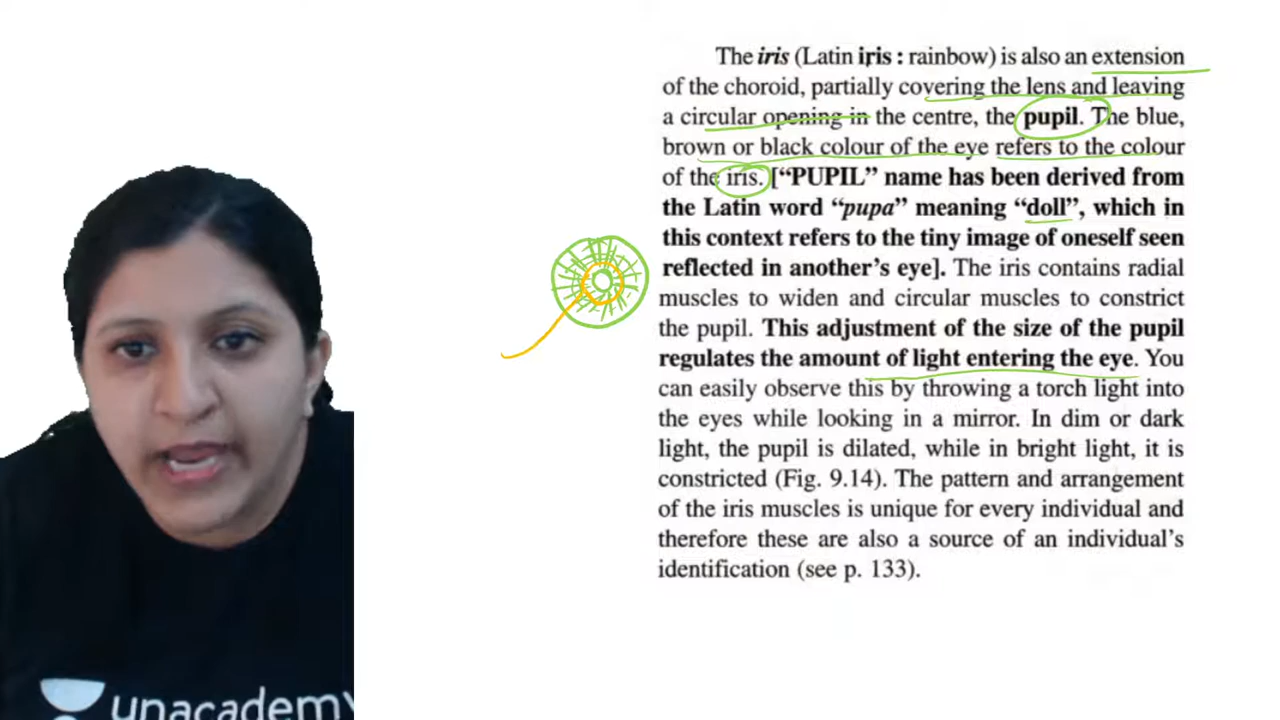 The iris (Latin iris : rainbow) is also an extension
of the choroid, partially covering the lens and leaving
a circular opening in the centre, the pupil. The blue,
brown or black colour of the eye refers to the colour
of the iris. [“PUPIL” name has been derived from
the Latin word “pupa” meaning “doll”, which in
this context refers to the tiny image of oneself seen
reflected in another’s eye]. The iris contains radial
muscles to widen and circular muscles to constrict
the pupil. This adjustment of the size of the pupil
regulates the amount of light entering the eye. You
can easily observe this by throwing a torch light into
the eyes while looking in a mirror. In dim or dark
light, the pupil is dilated, while in bright light, it is
constricted (Fig. 9.14). The pattern and arrangement
of the iris muscles is unique for every individual and
therefore these are also a source of an individual’s
identification (see p. 133).
unacademy